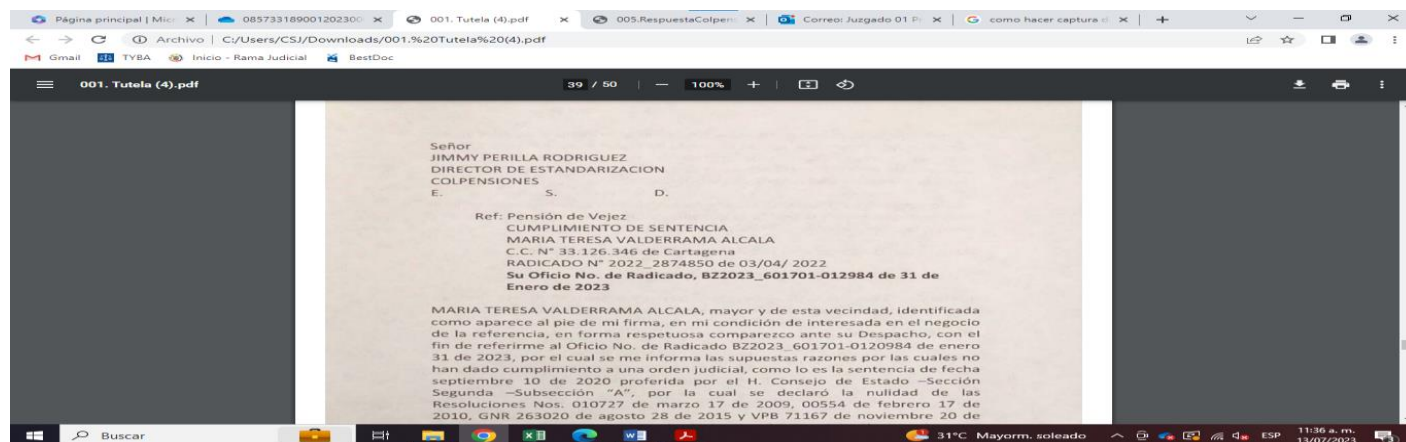 Página principal | Mic
085733189001202300
001. Tutela (4).pdf
005.RespuestaColpen
Correo: Juzgado 01 P
como hacer captura
Archivo | C:/Users/CSJ/Downloads/001.%20Tutela%20(4).pdf
Gmail TYBA Inicio - Rama Judicial BestDoc
001. Tutela (4).pdf 39 / 50 | — 100% + |
Señor
JIMMY PERILLA RODRIGUEZ
DIRECTOR DE ESTANDARIZACION
COLPENSIONES
E. S. D.
Ref: Pensión de Vejez
CUMPLIMIENTO DE SENTENCIA
MARIA TERESA VALDERRAMA ALCALA
C.C. N° 33.126.346 de Cartagena
RADICADO N° 2022_2874850 de 03/04/ 2022
Su Oficio No. de Radicado, BZ2023_601701-012984 de 31 de
Enero de 2023
MARIA TERESA VALDERRAMA ALCALA, mayor y de esta vecindad, identificada
como aparece al pie de mi firma, en mi condición de interesada en el negocio
de la referencia, en forma respetuosa comparezco ante su Despacho, con el
fin de referirme al Oficio No. de Radicado BZ2023_601701-0120984 de enero
31 de 2023, por el cual se me informa las supuestas razones por las cuales no
han dado cumplimiento a una orden judicial, como lo es la sentencia de fecha
septiembre 10 de 2020 proferida por el H. Consejo de Estado –Sección
Segunda –Subsección “A”, por la cual se declaró la nulidad de las
Resoluciones Nos. 010727 de marzo 17 de 2009, 00554 de febrero 17 de
2010, GNR 263020 de agosto 28 de 2015 y VPB 71167 de noviembre 20 de
Buscar
31°C Mayorm. soleado
ESP
11:36 a. m.
13/07/2023